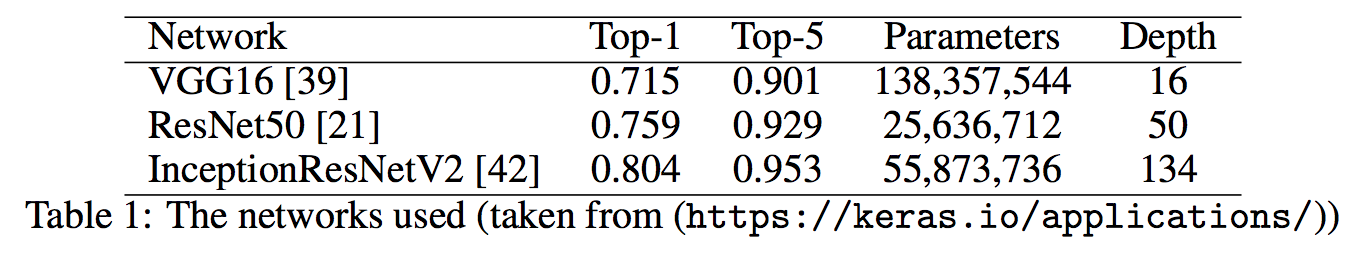 Network Top-1 Top-5 Parameters Depth
VGG16 [39] 0.715 0.901 138,357,544 16
ResNet50 [21] 0.759 0.929 25,636,712 50
InceptionResNetV2 [42] 0.804 0.953 55,873,736 134
Table 1: The networks used (taken from (https://keras.io/applications/))